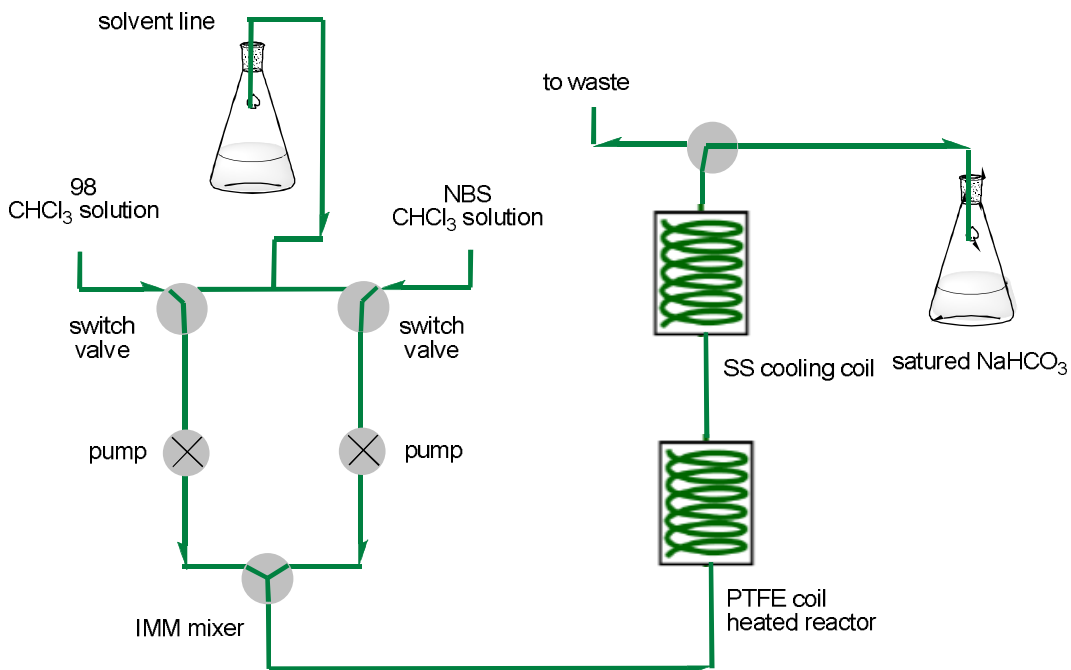 solvent line
to waste
98
CHCl₃ solution
NBS
CHCl₃ solution
switch
valve
switch
valve
SS cooling coil
satured NaHCO₃
pump
pump
PTFE coil
heated reactor
IMM mixer